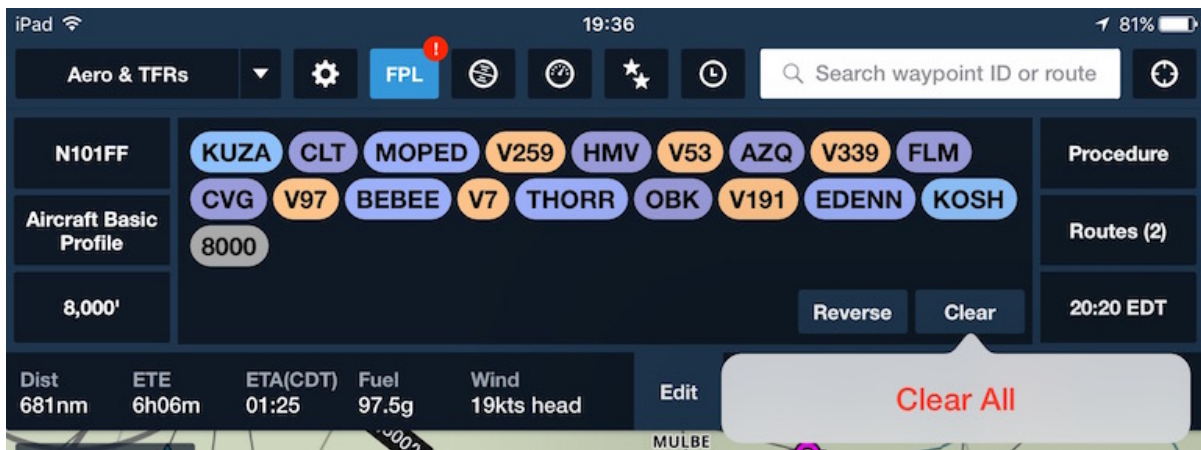 iPad 19:36 81%
Aero & TFRs FPL ! Search waypoint ID or route
N101FF KUZA CLT MOPED V259 HMV V53 AZQ V339 FLM Procedure
CVG V97 BEBEE V7 THORR OBK V191 EDENN KOSH
Aircraft Basic
Profile 8000 Routes (2)
8,000' Reverse Clear 20:20 EDT
Dist ETE ETA(CDT) Fuel Wind
681nm 6h06m 01:25 97.5g 19kts head Edit Clear All
MULBE